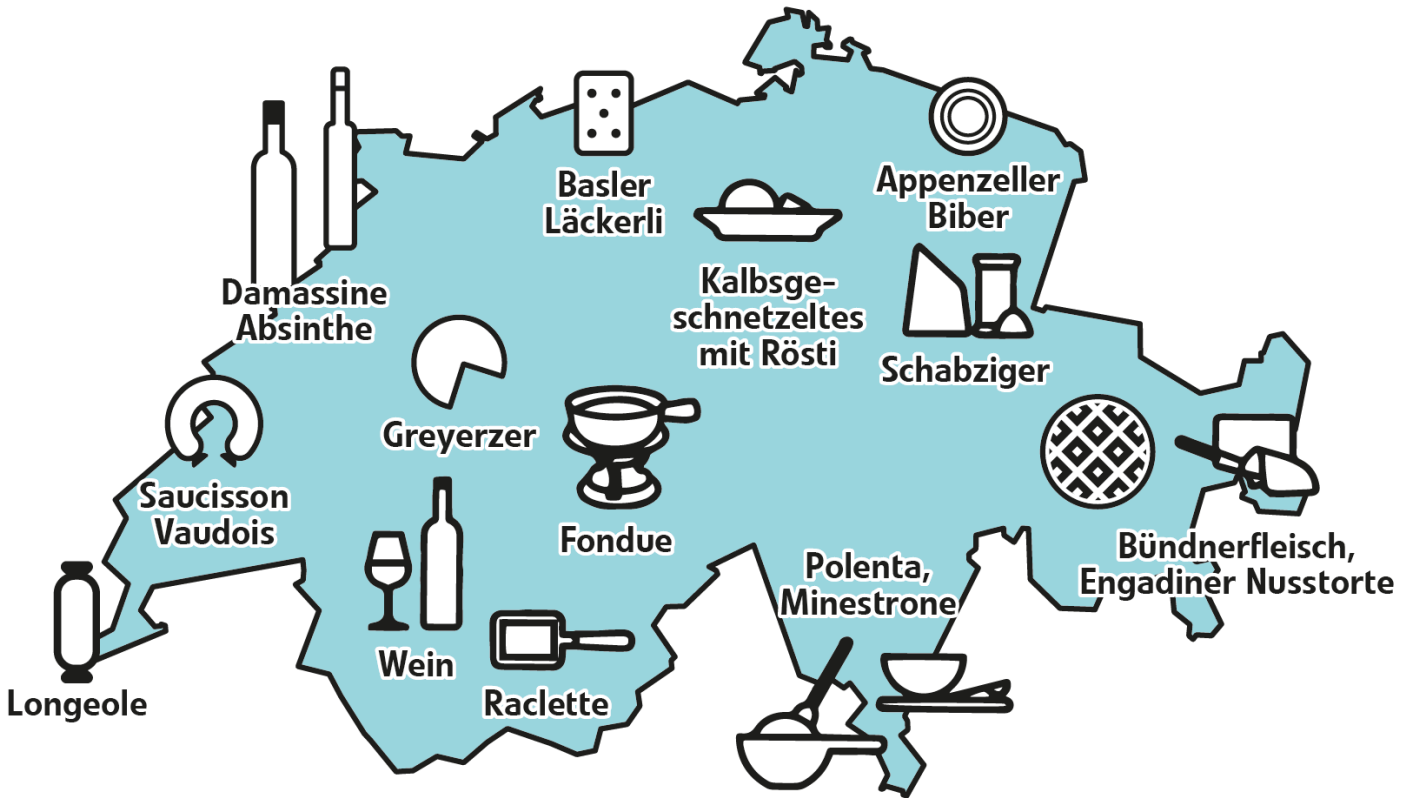 Basler
Läckerli
Appenzeller
Biber
Kalbsge-
schnetzeltes
mit Rösti
Damassine
Absinthe
Schabziger
Greyerzer
Saucisson
Vaudois
Fondue
Bündnerfleisch,
Engadiner Nusstorte
Polenta,
Minestrone
Wein
Raclette
Longeole